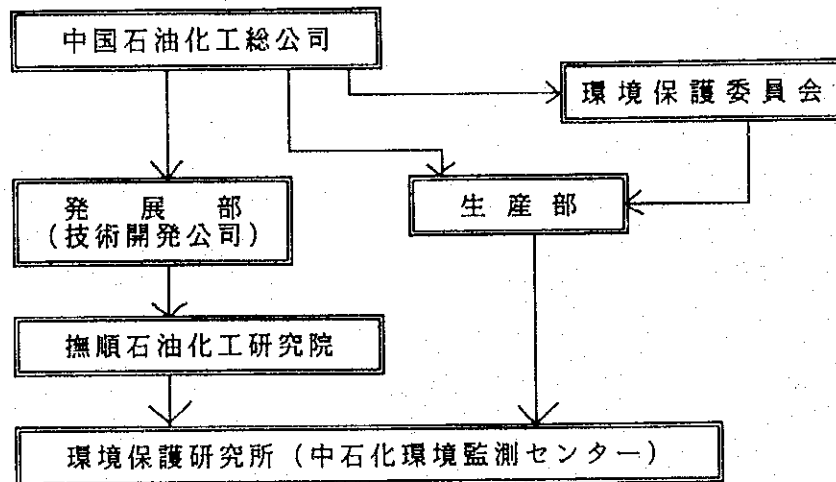 中国石油化工総公司
環境保護委員会
発展部
（技術開発公司）
生産部
撫順石油化工研究院
環境保護研究所（中石化環境監測センター）